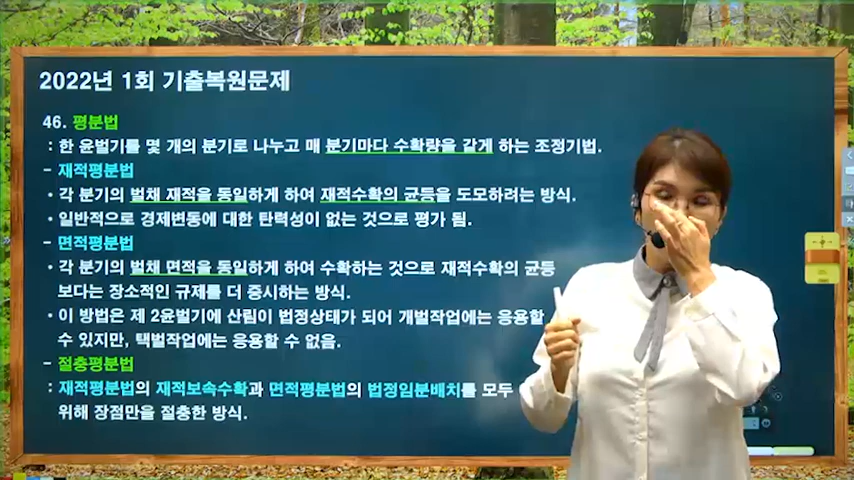 2022년 1회 기출복원문제
46. 평분법
: 한 윤벌기를 몇 개의 분기로 나누고 매 분기마다 수확량을 같게 하는 조정기법.
- 재적평분법
• 각 분기의 벌채 재적을 동일하게 하여 재적수확의 균등을 도모하려는 방식.
• 일반적으로 경제변동에 대한 탄력성이 없는 것으로 평가 됨.
- 면적평분법
• 각 분기의 벌채 면적을 동일하게 하여 수확하는 것으로 재적수확의 균등
보다는 장소적인 규제를 더 중시하는 방식.
• 이 방법은 제 2윤벌기에 산림이 법정상태가 되어 개벌작업에는 응용할
수 있지만, 택벌작업에는 응용할 수 없음.
- 절충평분법
: 재적평분법의 재적보속수확과 면적평분법의 법정임분배치를 모두
위해 장점만을 절충한 방식.